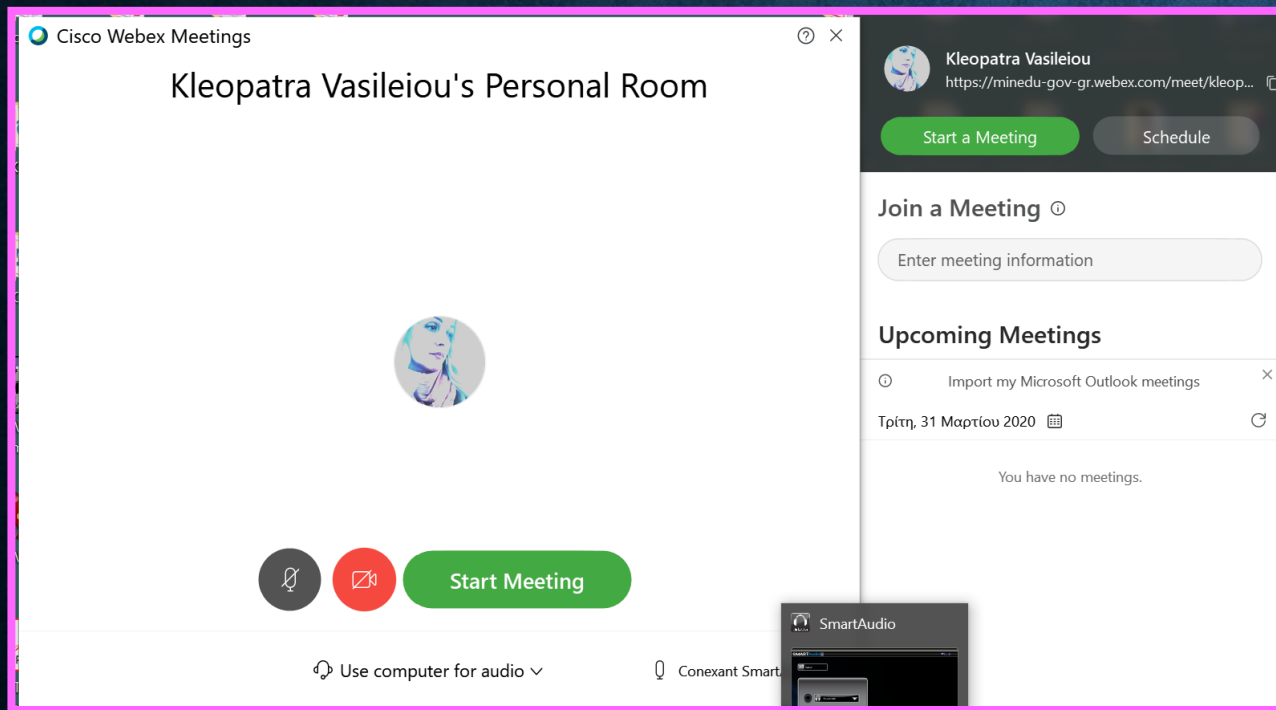 Cisco Webex Meetings
Kleopatra Vasileiou's Personal Room
Start Meeting
Use computer for audio
Conexant Smart
SmartAudio
Kleopatra Vasileiou
https://minedu-gov-gr.webex.com/meet/kleop...
Start a Meeting
Schedule
Join a Meeting
Enter meeting information
Upcoming Meetings
Import my Microsoft Outlook meetings
Τρίτη, 31 Μαρτίου 2020
You have no meetings.